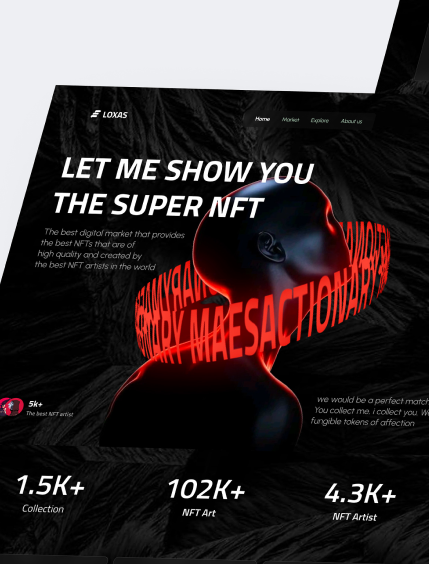 LOXAS
Home Market Explore About us
LET ME SHOW YOU
THE SUPER NFT
The best digital market that provides
the best NFTs that are of
high quality and created by
the best NFT artists in the world
MAESACTIONARY
5k+
The best NFT artist
we would be a perfect match
You collect me. i collect you. W
fungible tokens of affection
1.5K+
Collection
102K+
NFT Art
4.3K+
NFT Artist